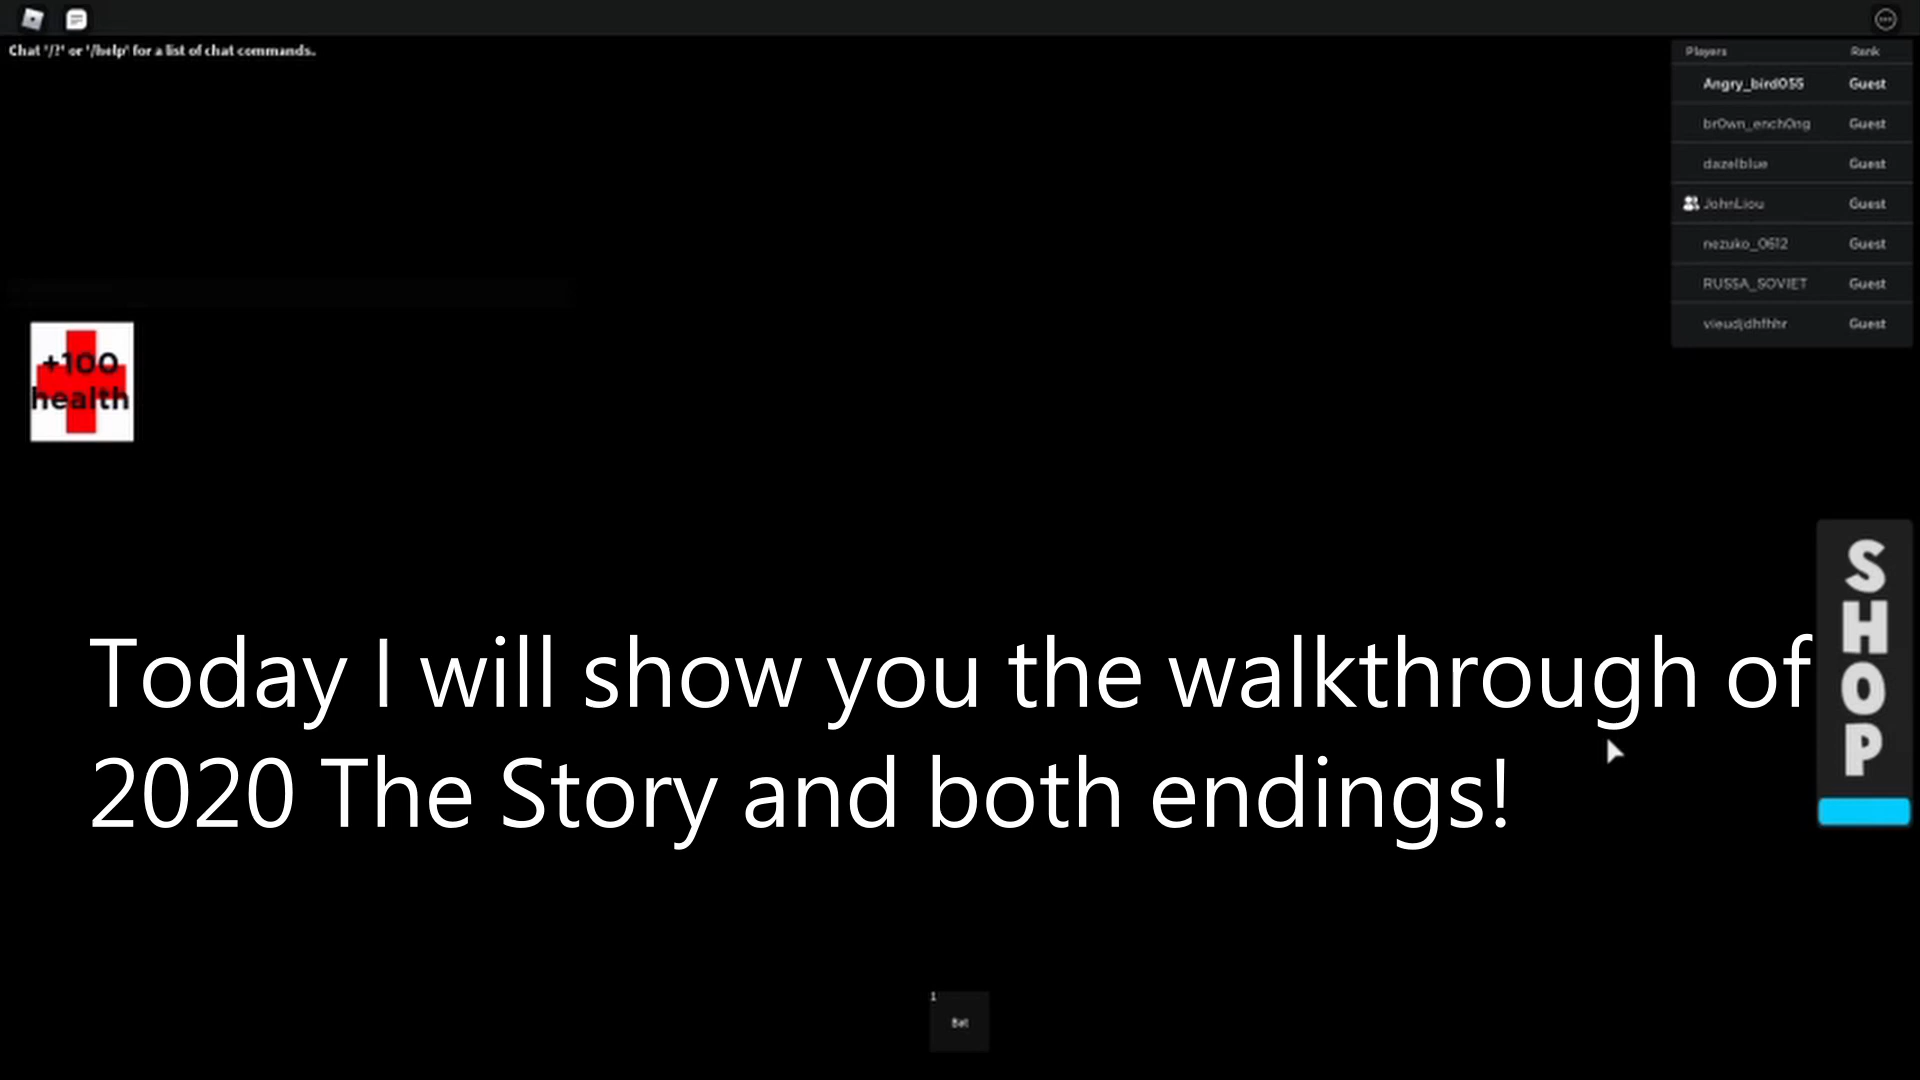 Chat '/?' or '/help' for a list of chat commands.
Players Rank
Angry_bird055 Guest
br0wn_ench0ng Guest
dazelblue Guest
JohnLiou Guest
nezuko_0612 Guest
RUSSA_SOVIET Guest
vieudjdhfhhr Guest
+100
health
SHOP
Today I will show you the walkthrough of
2020 The Story and both endings!
1
Bat